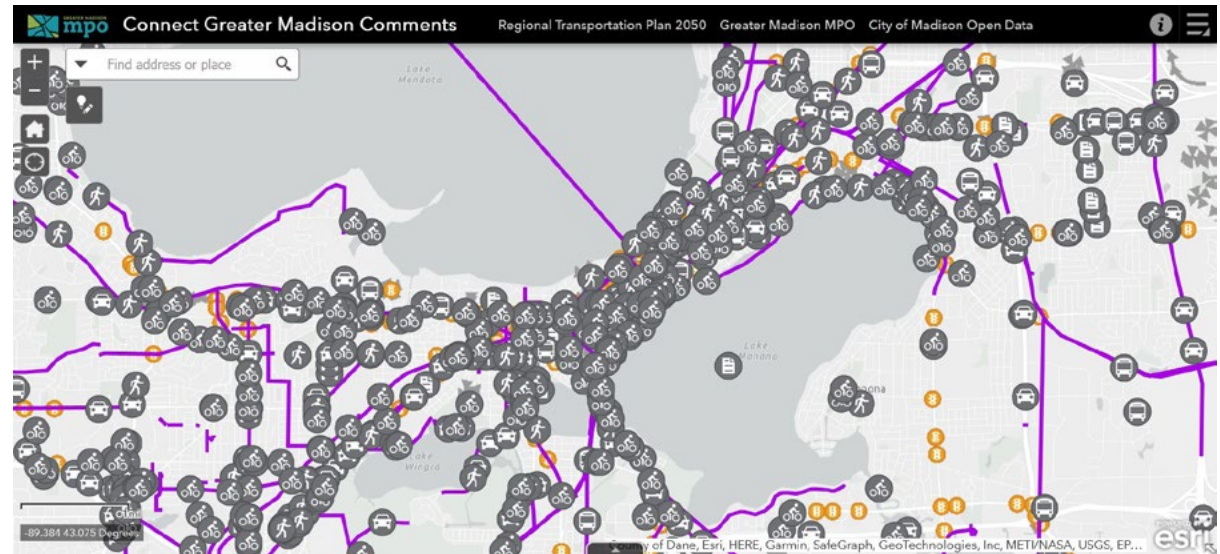 GREATER MADISON
mpo
Connect Greater Madison Comments
Regional Transportation Plan 2050
Greater Madison MPO
City of Madison Open Data
Find address or place
Lake
Mendota
Lake
Monona
Lake
Wingra
-89.384 43.075 Degrees
County of Dane, Esri, HERE, Garmin, SafeGraph, GeoTechnologies, Inc, METI/NASA, USGS, EP...
esri